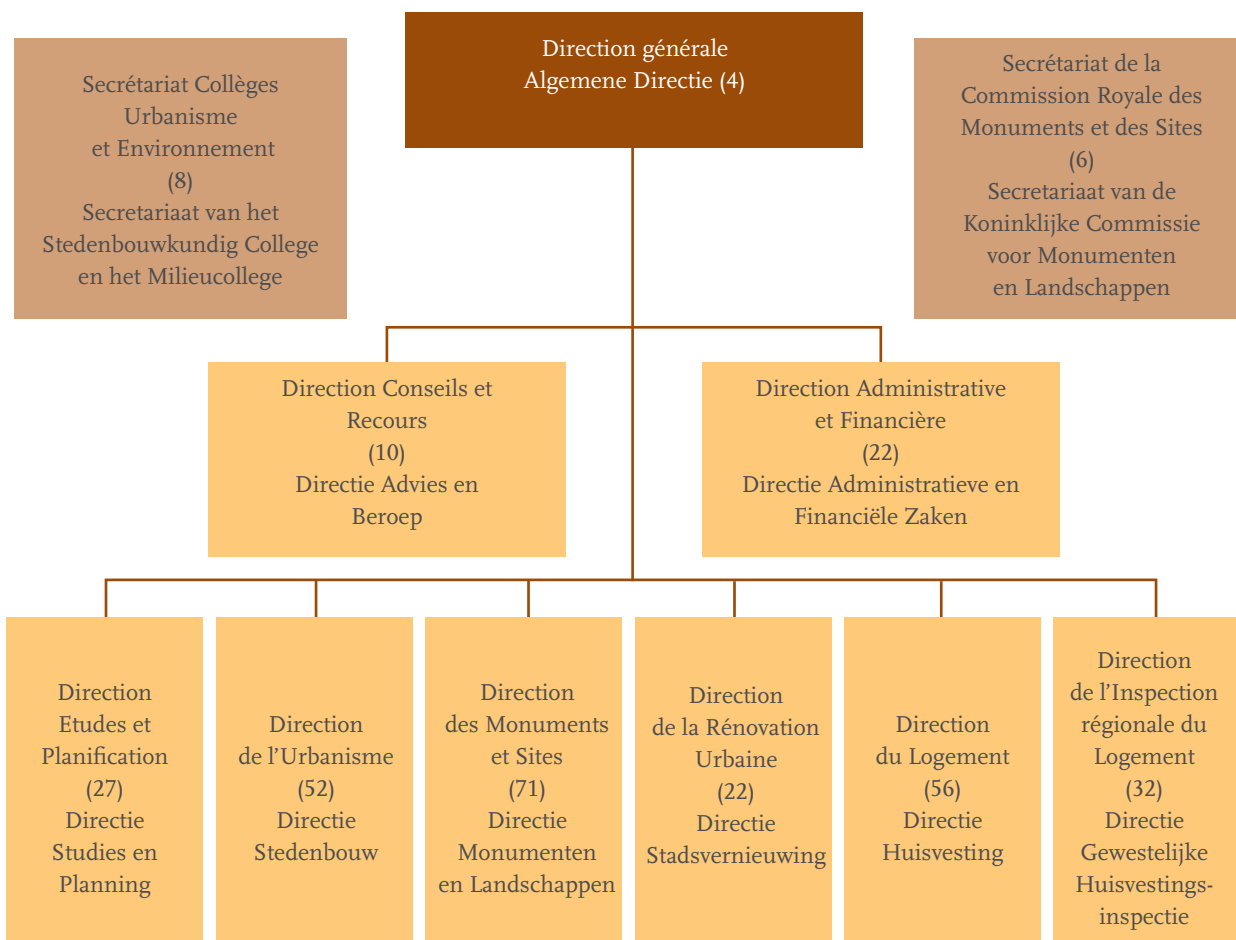 Direction générale
Algemene Directie (4)
Secrétariat Collèges
Urbanisme
et Environnement
(8)
Secretariaat van het
Stedenbouwkundig College
en het Milieucollege
Secrétariat de la
Commission Royale des
Monuments et des Sites
(6)
Secretariaat van de
Koninklijke Commissie
voor Monumenten
en Landschappen
Direction Conseils et
Recours
(10)
Directie Advies en
Beroep
Direction Administrative
et Financière
(22)
Directie Administratieve en
Financiële Zaken
Direction
Etudes et
Planification
(27)
Directie
Studies en
Planning
Direction
de l'Urbanisme
(52)
Directie
Stedenbouw
Direction
des Monuments
et Sites
(71)
Directie
Monumenten
en Landschappen
Direction
de la Rénovation
Urbaine
(22)
Directie
Stadsvernieuwing
Direction
du Logement
(56)
Directie
Huisvesting
Direction
de l'Inspection
régionale du
Logement
(32)
Directie
Gewestelijke
Huisvestings-
inspectie